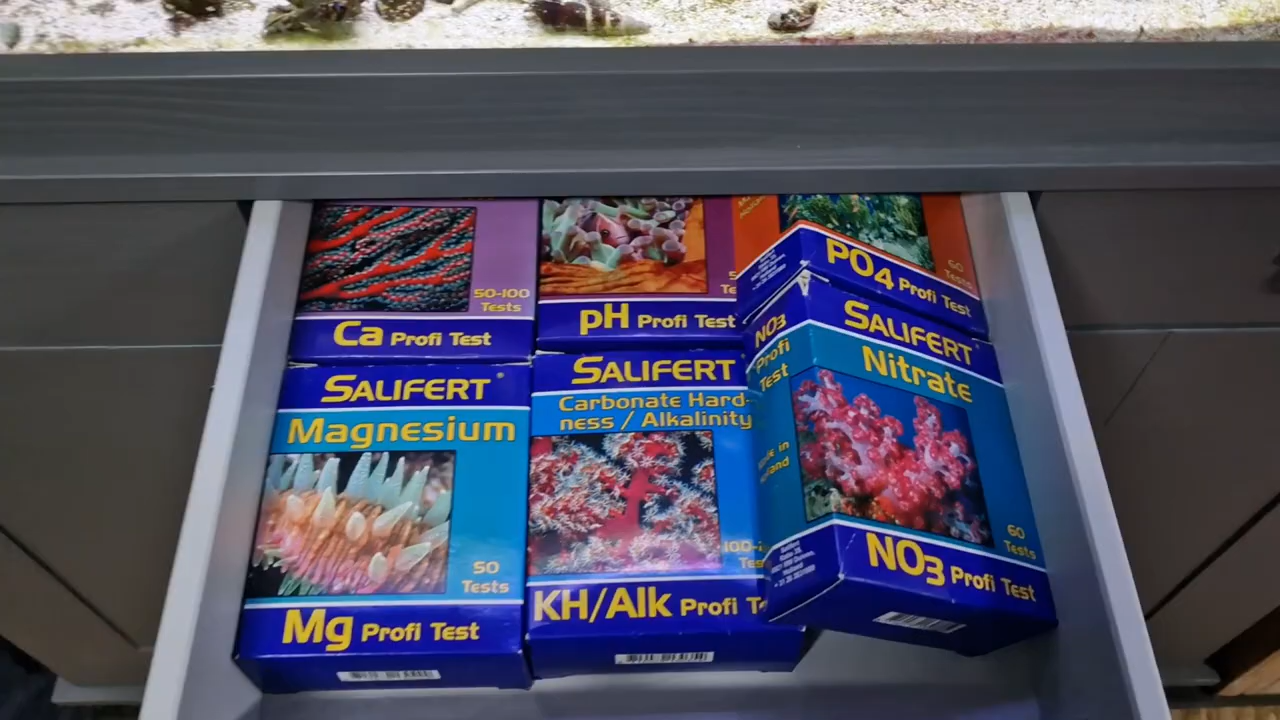 50-100
Tests
Ca Profi Test
pH Profi Test
60
Tests
PO4 Profi Test
SALIFERT
Magnesium
50
Tests
Mg Profi Test
SALIFERT
Carbonate Hard-
ness / Alkalinity
KH/Alk Profi
NO3
Profi
Test
SALIFERT
Nitrate
60
Tests
NO3 Profi Test